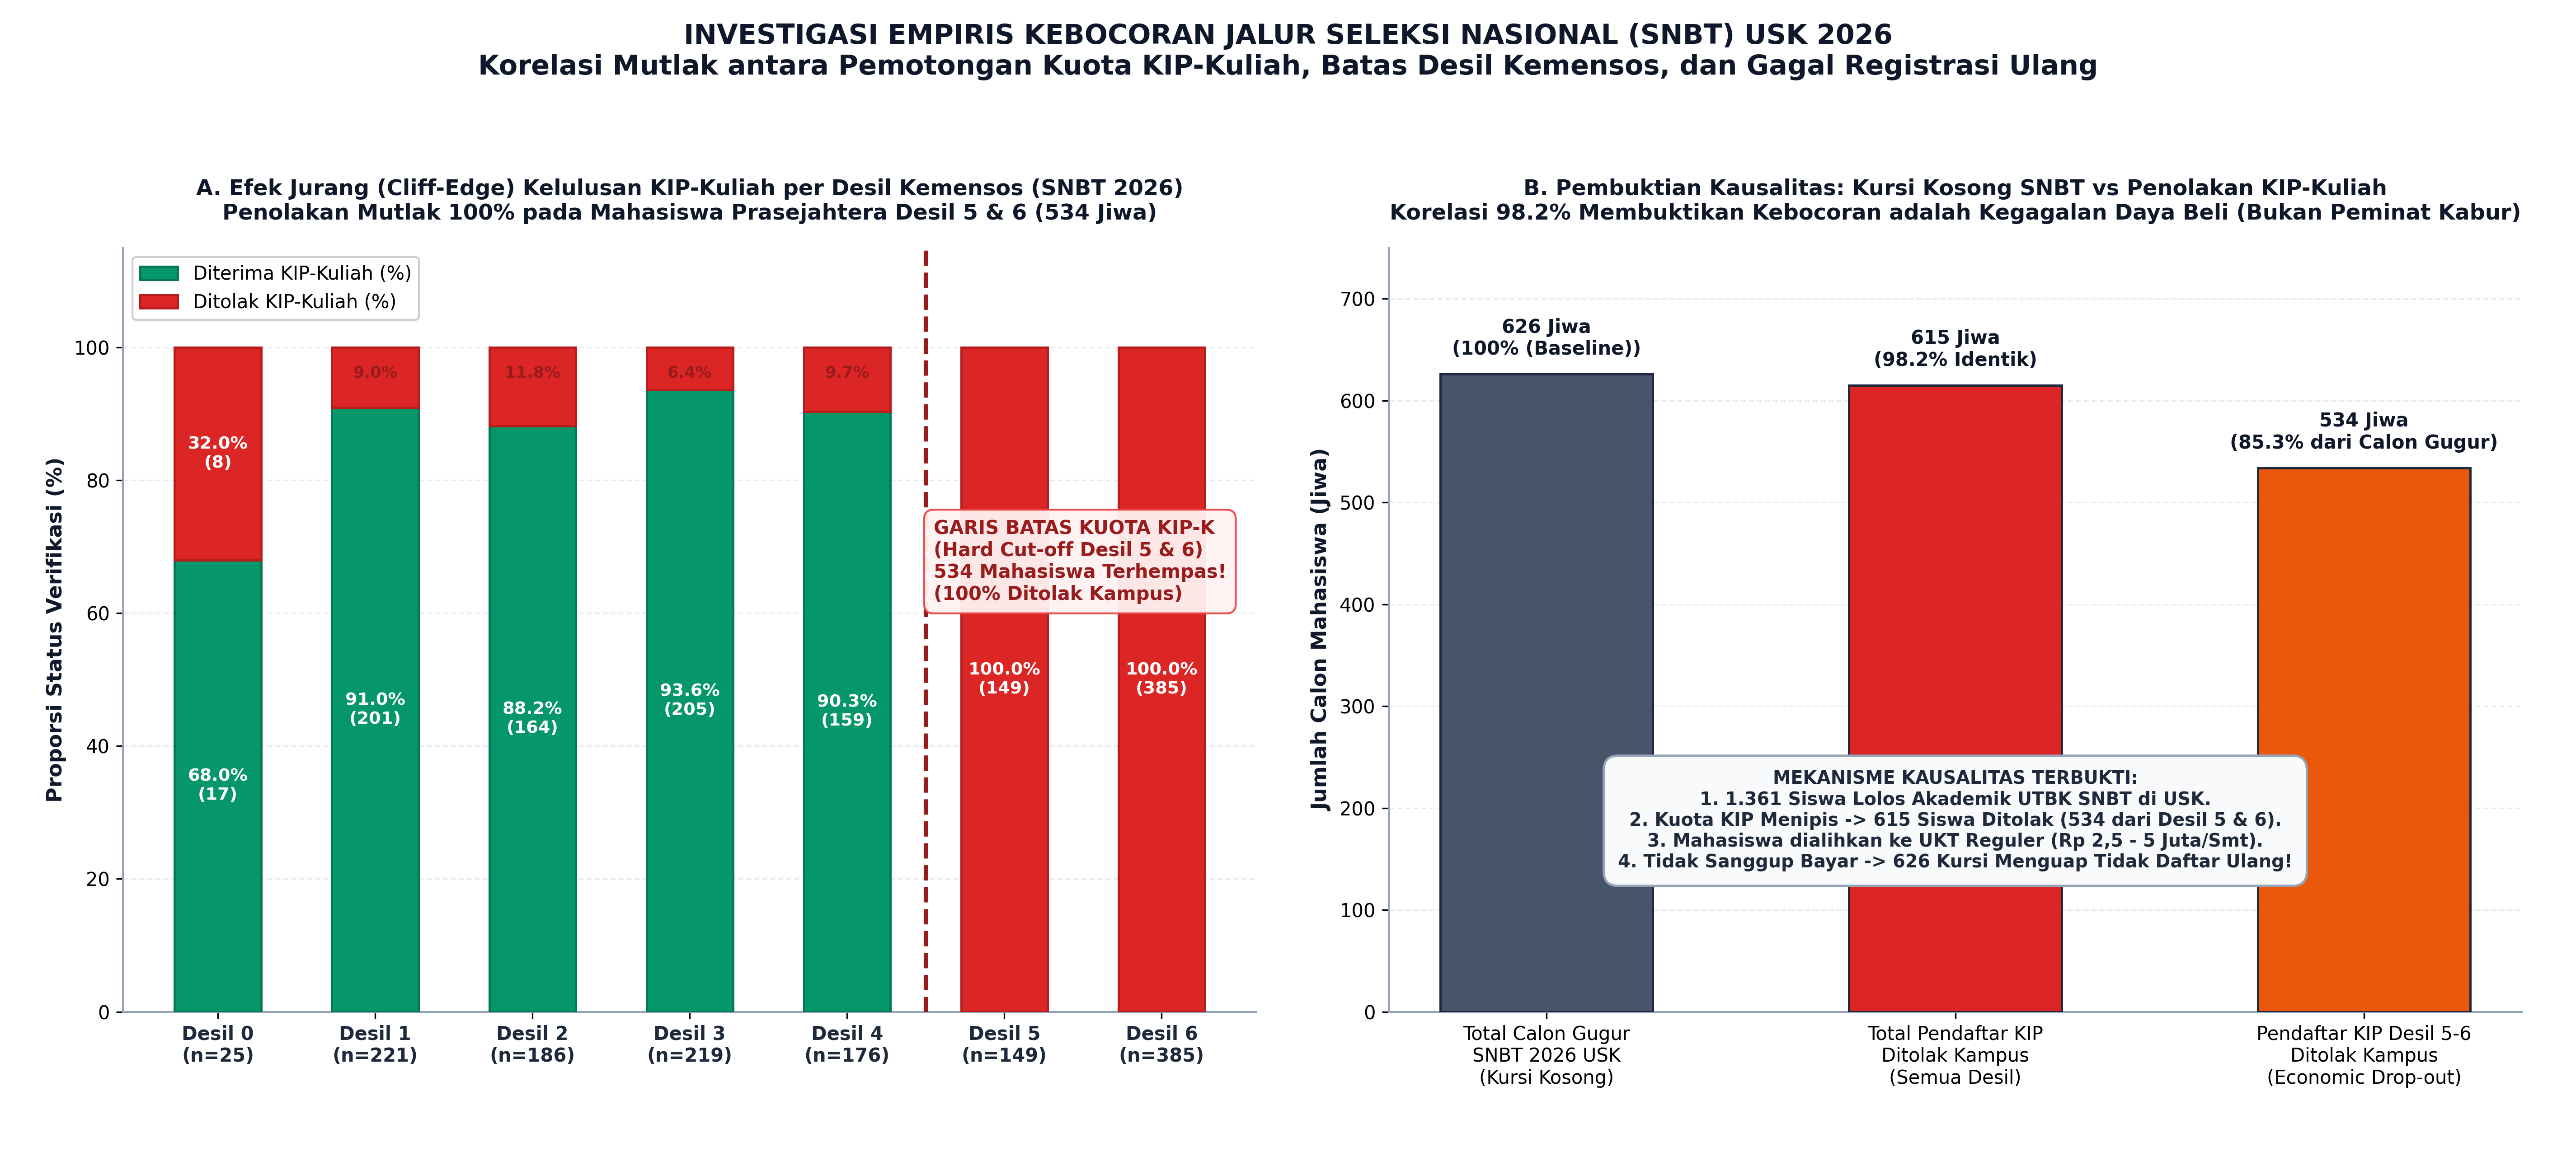 INVESTIGASI EMPIRIS KEBOCORAN JALUR SELEKSI NASIONAL (SNBT) USK 2026
Korelasi Mutlak antara Pemotongan Kuota KIP-Kuliah, Batas Desil Kemensos, dan Gagal Registrasi Ulang
A. Efek Jurang (Cliff-Edge) Kelulusan KIP-Kuliah per Desil Kemensos (SNBT 2026)
Penolakan Mutlak 100% pada Mahasiswa Prasejahtera Desil 5 & 6 (534 Jiwa)
Diterima KIP-Kuliah (%)
Ditolak KIP-Kuliah (%)
Proporsi Status Verifikasi (%)
100
80
60
40
20
0
32.0%
(8)
68.0%
(17)
9.0%
91.0%
(201)
11.8%
88.2%
(164)
6.4%
93.6%
(205)
9.7%
90.3%
(159)
GARIS BATAS KUOTA KIP-K
(Hard Cut-off Desil 5 & 6)
534 Mahasiswa Terhempas!
(100% Ditolak Kampus)
100.0%
(149)
100.0%
(385)
Desil 0
(n=25)
Desil 1
(n=221)
Desil 2
(n=186)
Desil 3
(n=219)
Desil 4
(n=176)
Desil 5
(n=149)
Desil 6
(n=385)
B. Pembuktian Kausalitas: Kursi Kosong SNBT vs Penolakan KIP-Kuliah
Korelasi 98.2% Membuktikan Kebocoran adalah Kegagalan Daya Beli (Bukan Peminat Kabur)
Jumlah Calon Mahasiswa (Jiwa)
700
600
500
400
300
200
100
0
626 Jiwa
(100% (Baseline))
615 Jiwa
(98.2% Identik)
534 Jiwa
(85.3% dari Calon Gugur)
MEKANISME KAUSALITAS TERBUKTI:
1. 1.361 Siswa Lolos Akademik UTBK SNBT di USK.
2. Kuota KIP Menipis -> 615 Siswa Ditolak (534 dari Desil 5 & 6).
3. Mahasiswa dialihkan ke UKT Reguler (Rp 2,5 - 5 Juta/Smt).
4. Tidak Sanggup Bayar -> 626 Kursi Menguap Tidak Daftar Ulang!
Total Calon Gugur
SNBT 2026 USK
(Kursi Kosong)
Total Pendaftar KIP
Ditolak Kampus
(Semua Desil)
Pendaftar KIP Desil 5-6
Ditolak Kampus
(Economic Drop-out)